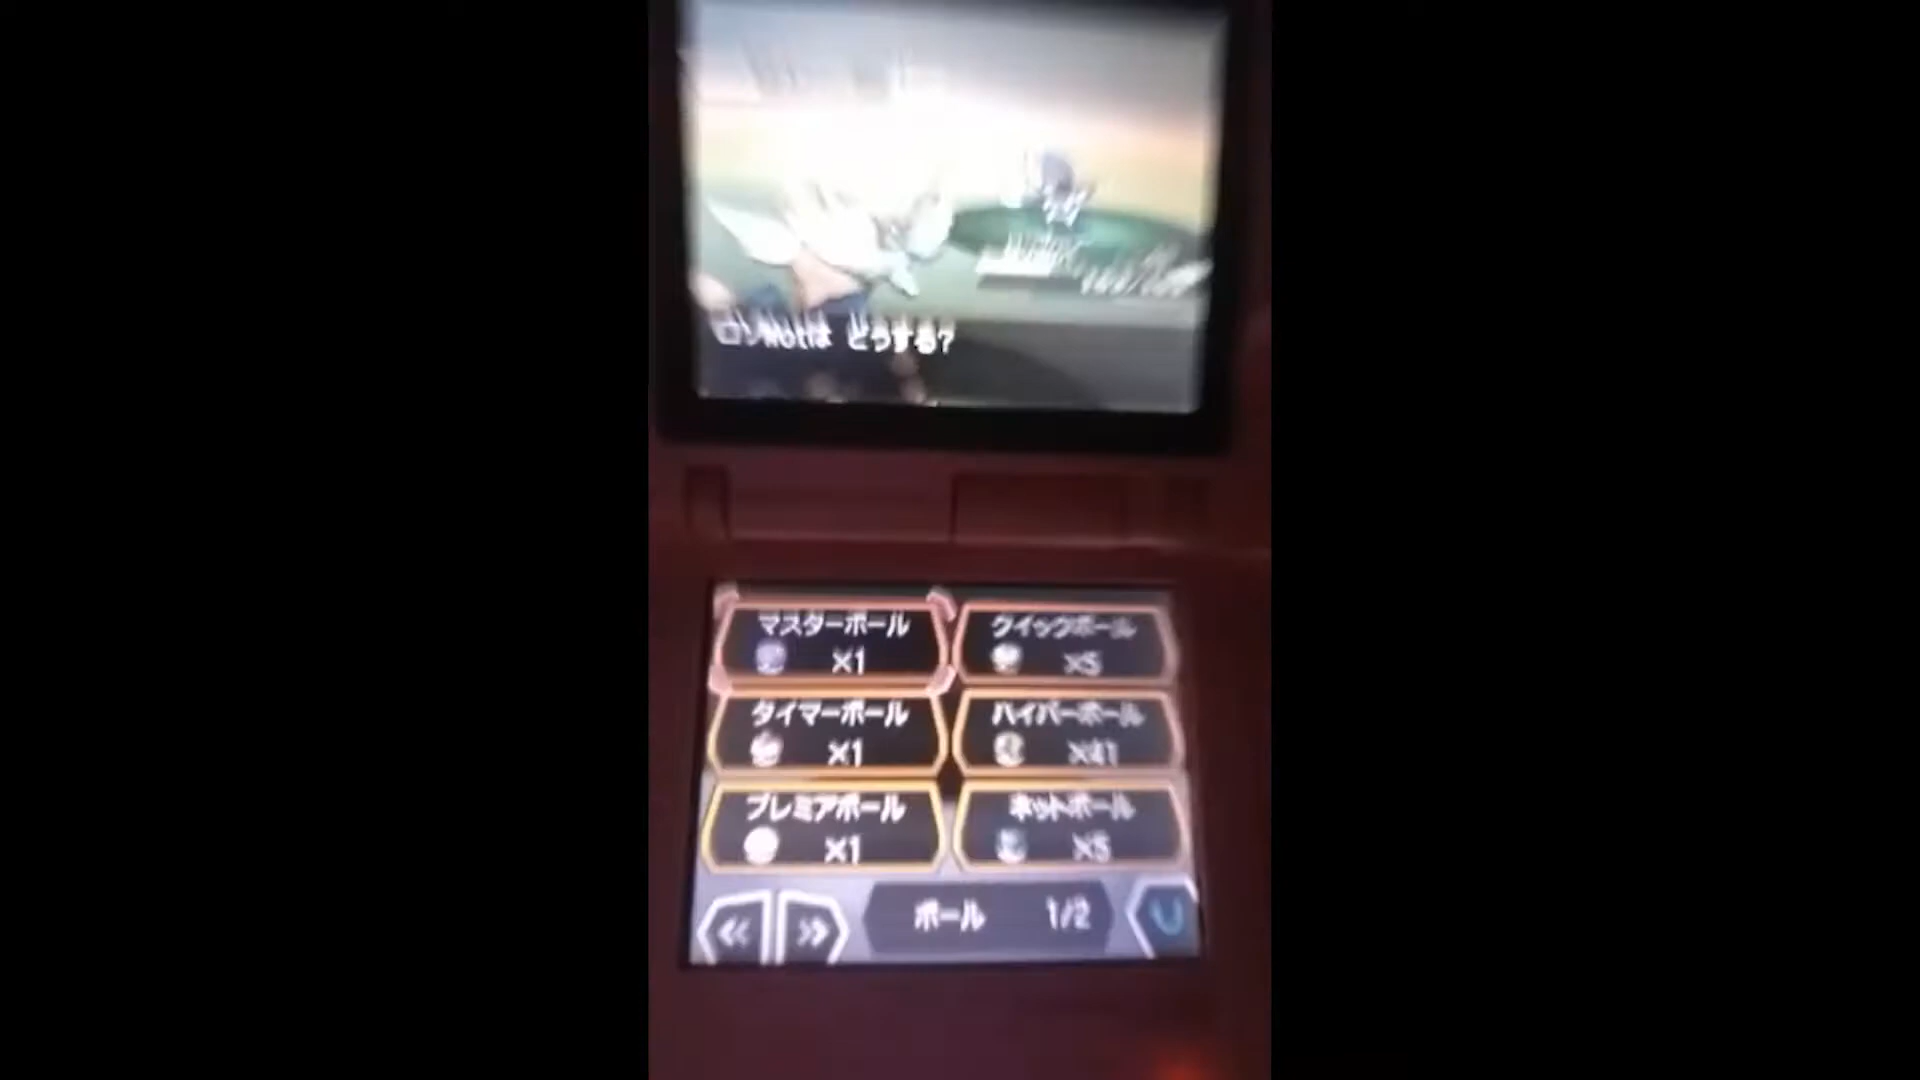 どうする?
マスターボール
×1
クイックボール
×5
タイマーボール
×1
ハイパーボール
×41
プレミアボール
×1
ネットボール
×5
ボール 1/2